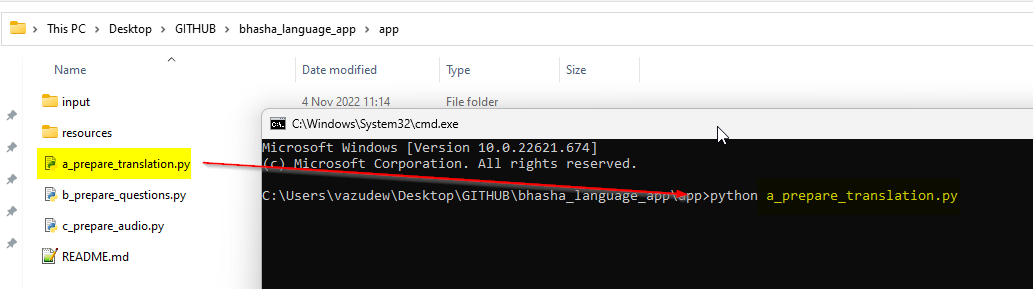 This PC > Desktop > GITHUB > bhasha_language_app > app
Name Date modified Type Size
input 4 Nov 2022 11:14 File folder
resources
a_prepare_translation.py
b_prepare_questions.py
c_prepare_audio.py
README.md
C:\Windows\System32\cmd.exe
Microsoft Windows [Version 10.0.22621.674]
(c) Microsoft Corporation. All rights reserved.
C:\Users\vazudew\Desktop\GITHUB\bhasha_language_app\app>python a_prepare_translation.py